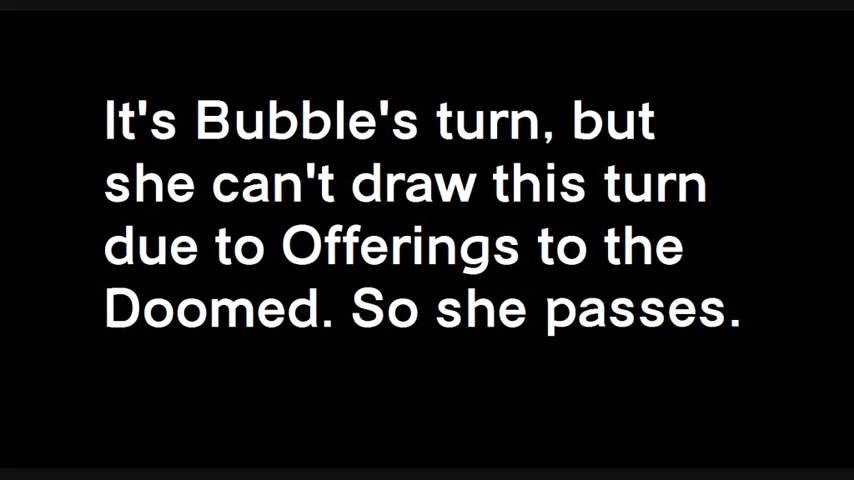 It's Bubble's turn, but
she can't draw this turn
due to Offerings to the
Doomed. So she passes.